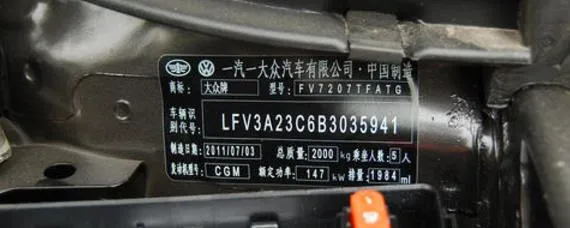 一汽一大众汽车有限公司·中国制造
商标: 大众牌 型号: FV7207TFATG
车辆识别代号: LFV3A23C6B3035941
制造日期 2011/07/03 总质量: 2000 kg 乘坐人数: 5 人
发动机型号: CGM 额定功率: 147 kW 排量: 1984 ml